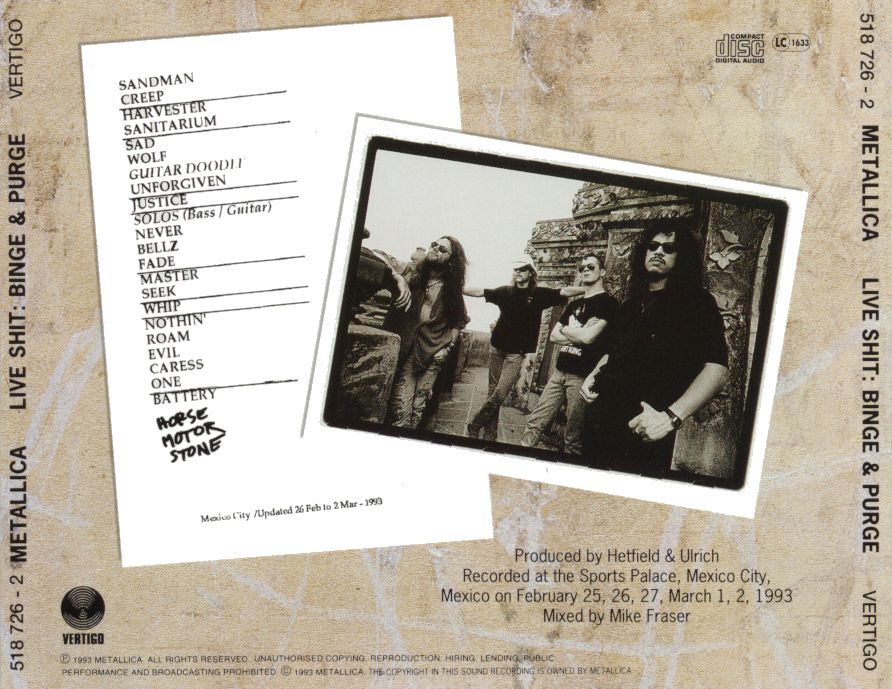 518 726 - 2 METALLICA LIVE SHIT: BINGE & PURGE VERTIGO
SANDMAN
CREEP
HARVESTER
SANITARIUM
SAD
WOLF
GUITAR DOODLE
UNFORGIVEN
JUSTICE
SOLOS (Bass / Guitar)
NEVER
BELLZ
FADE
MASTER
SEEK
WHIP
NOTHIN'
ROAM
EVIL
CARESS
ONE
BATTERY
HORSE
MOTOR
STONE
Mexico City /Updated 26 Feb to 2 Mar - 1993
COMPACT
disc
DIGITAL AUDIO
LC 1633
Produced by Hetfield & Ulrich
Recorded at the Sports Palace, Mexico City,
Mexico on February 25, 26, 27, March 1, 2, 1993
Mixed by Mike Fraser
VERTIGO
Ⓟ 1993 METALLICA. ALL RIGHTS RESERVED. UNAUTHORISED COPYING, REPRODUCTION, HIRING, LENDING, PUBLIC
PERFORMANCE AND BROADCASTING PROHIBITED. © 1993 METALLICA. THE COPYRIGHT IN THIS SOUND RECORDING IS OWNED BY METALLICA
518 726 - 2 METALLICA LIVE SHIT: BINGE & PURGE VERTIGO